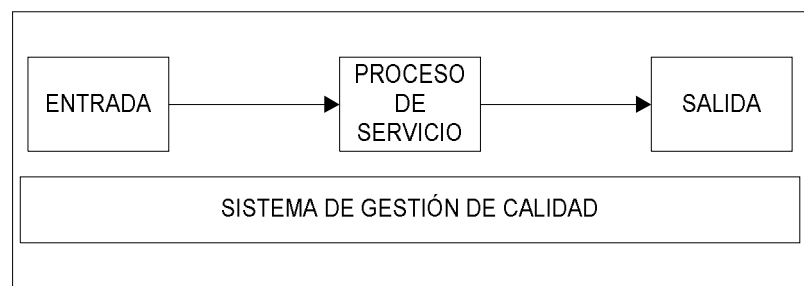 ENTRADA
PROCESO
DE
SERVICIO
SALIDA
SISTEMA DE GESTIÓN DE CALIDAD